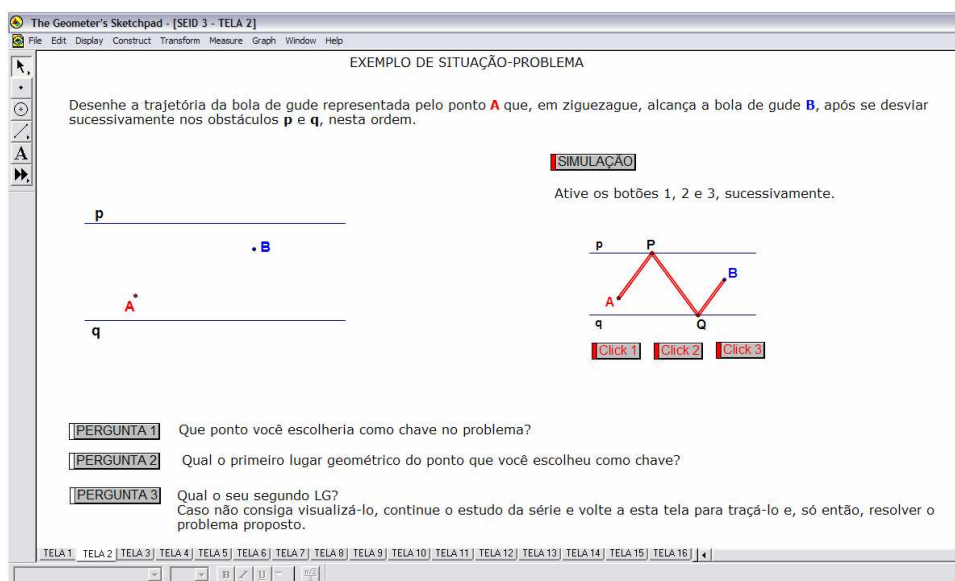 The Geometer's Sketchpad - [SEID 3 - TELA 2]
File Edit Display Construct Transform Measure Graph Window Help
EXEMPLO DE SITUAÇÃO-PROBLEMA
Desenhe a trajetória da bola de gude representada pelo ponto A que, em ziguezague, alcança a bola de gude B, após se desviar
sucessivamente nos obstáculos p e q, nesta ordem.
SIMULAÇÃO
Ative os botões 1, 2 e 3, sucessivamente.
p
B
A
q
p P
B
A
q Q
Click 1 Click 2 Click 3
PERGUNTA 1 Que ponto você escolheria como chave no problema?
PERGUNTA 2 Qual o primeiro lugar geométrico do ponto que você escolheu como chave?
PERGUNTA 3 Qual o seu segundo LG?
Caso não consiga visualizá-lo, continue o estudo da série e volte a esta tela para traçá-lo e, só então, resolver o
problema proposto.
TELA 1 TELA 2 TELA 3 TELA 4 TELA 5 TELA 6 TELA 7 TELA 8 TELA 9 TELA 10 TELA 11 TELA 12 TELA 13 TELA 14 TELA 15 TELA 16
B I U